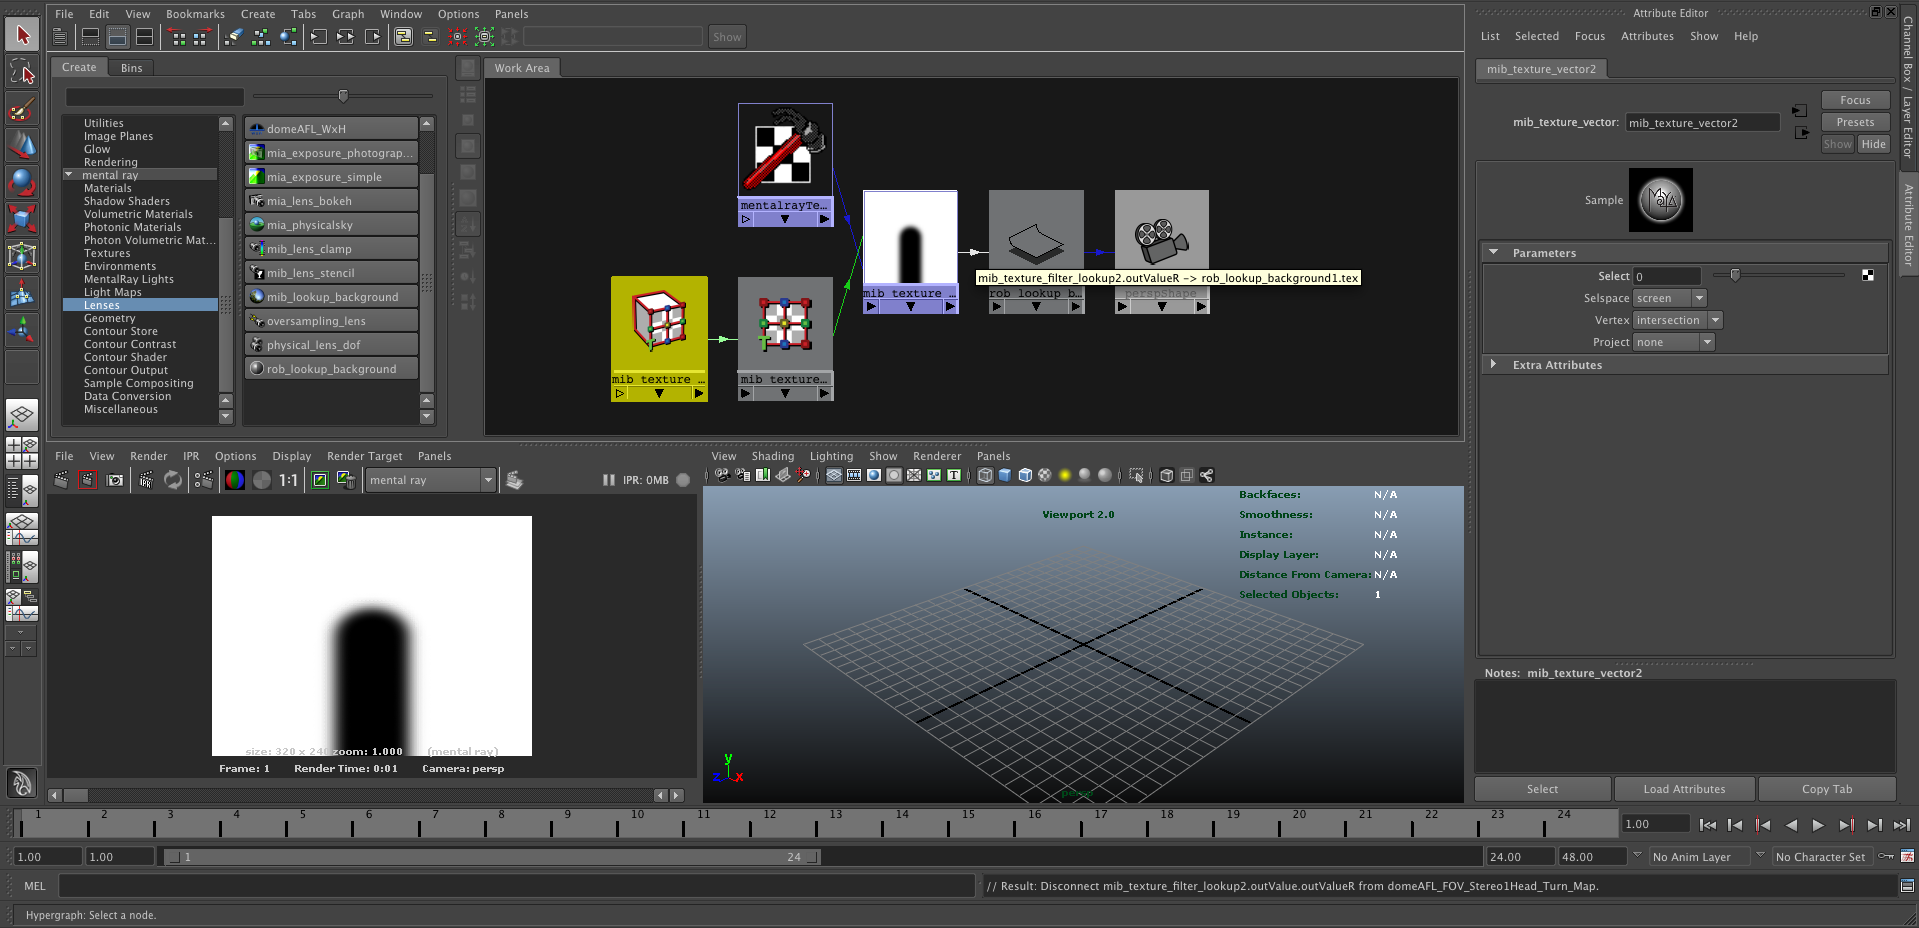 File Edit View Bookmarks Create Tabs Graph Window Options Panels
Show
Create Bins
Work Area
Utilities
Image Planes
Glow
Rendering
mental ray
Materials
Shadow Shaders
Volumetric Materials
Photonic Materials
Photon Volumetric Mat...
Textures
Environments
MentalRay Lights
Light Maps
Lenses
Geometry
Contour Store
Contour Contrast
Contour Shader
Contour Output
Sample Compositing
Data Conversion
Miscellaneous
domeAFL_WxH
mia_exposure_photograp...
mia_exposure_simple
mia_lens_bokeh
mia_physicalsky
mib_lens_clamp
mib_lens_stencil
mib_lookup_background
oversampling_lens
physical_lens_dof
rob_lookup_background
mentalrayTe...
mib_texture_...
mib_texture...
mib_texture_...
rob_lookup_b...
perspShape
mib_texture_filter_lookup2.outValueR -> rob_lookup_background1.tex
File View Render IPR Options Display Render Target Panels
1:1
mental ray
IPR: 0MB
size: 320 x 240 zoom: 1.000 (mental ray)
Frame: 1 Render Time: 0:01 Camera: persp
View Shading Lighting Show Renderer Panels
Viewport 2.0
Backfaces: N/A
Smoothness: N/A
Instance: N/A
Display Layer: N/A
Distance From Camera: N/A
Selected Objects: 1
y
z x
persp
Attribute Editor
List Selected Focus Attributes Show Help
mib_texture_vector2
mib_texture_vector: mib_texture_vector2
Focus
Presets
Show Hide
Sample
MAYA
Parameters
Select 0
Selspace screen
Vertex intersection
Project none
Extra Attributes
Notes: mib_texture_vector2
Select Load Attributes Copy Tab
Channel Box / Layer Editor
Attribute Editor
1 2 3 4 5 6 7 8 9 10 11 12 13 14 15 16 17 18 19 20 21 22 23 24
1.00
1.00 1.00 1 24 24.00 48.00 No Anim Layer No Character Set
MEL
// Result: Disconnect mib_texture_filter_lookup2.outValue.outValueR from domeAFL_FOV_Stereo1Head_Turn_Map.
Hypergraph: Select a node.